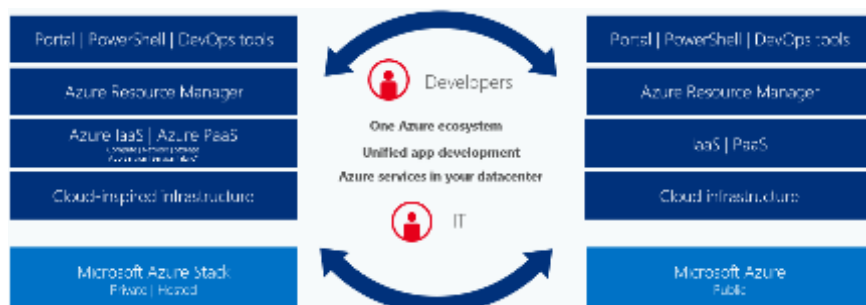 Portal | PowerShell | DevOps tools
Azure Resource Manager
Azure IaaS | Azure PaaS
Cloud-inspired infrastructure
Microsoft Azure Stack
Private | Hosted
Developers
One Azure ecosystem
Unified app development
Azure services in your datacenter
IT
Portal | PowerShell | DevOps tools
Azure Resource Manager
IaaS | PaaS
Cloud infrastructure
Microsoft Azure
Public